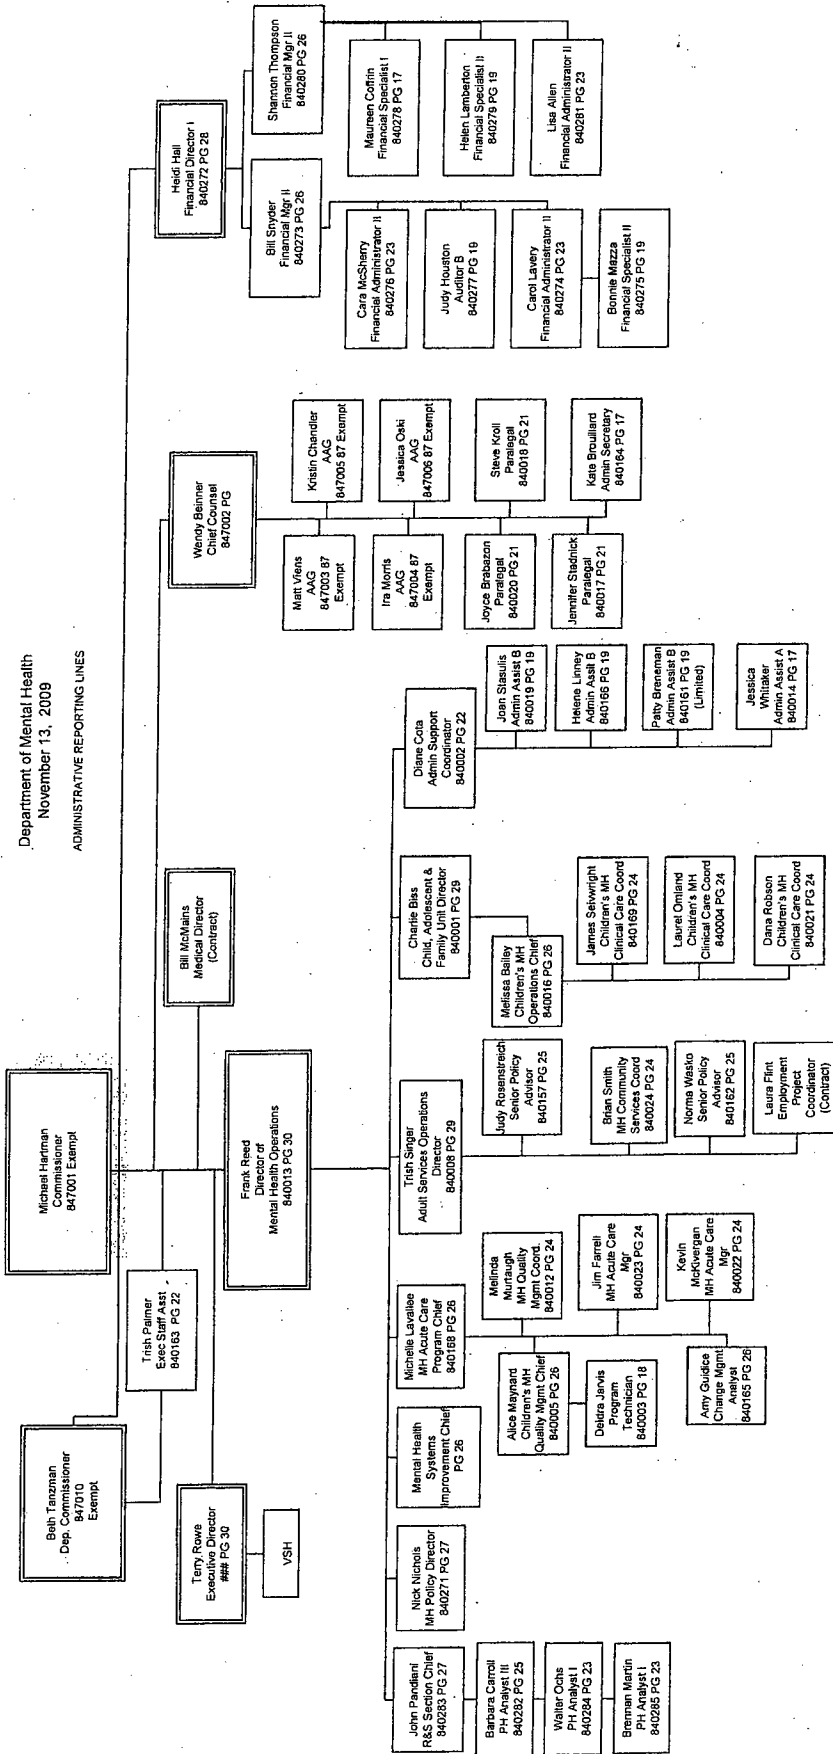 Department of Mental Health
November 13, 2009
ADMINISTRATIVE REPORTING LINES
Michael Hartman
Commissioner
847001 Exempt
Beth Tanzman
Dep. Commissioner
847010
Exempt
Trish Palmer
Exec Staff Asst
840163 PG 22
Terry Rowe
Executive Director
### PG 30
VSH
Bill McMains
Medical Director
(Contract)
Frank Reed
Director of
Mental Health Operations
840013 PG 30
Wendy Beinner
Chief Counsel
847002 PG
Matt Viens
AAG
847003 87
Exempt
Kristin Chandler
AAG
847005 87 Exempt
Ira Morris
AAG
847004 87
Exempt
Jessica Oski
AAG
847006 87 Exempt
Joyce Brabazon
Paralegal
840020 PG 21
Steve Kroll
Paralegal
840018 PG 21
Jennifer Stadnick
Paralegal
840017 PG 21
Kate Brouillard
Admin Secretary
840164 PG 17
Heidi Hall
Financial Director I
840272 PG 28
Bill Snyder
Financial Mgr II
840273 PG 26
Cara McSherry
Financial Administrator II
840276 PG 23
Judy Houston
Auditor B
840277 PG 19
Carol Lavery
Financial Administrator II
840274 PG 23
Bonnie Mazza
Financial Specialist II
840275 PG 19
Shannon Thompson
Financial Mgr II
840280 PG 26
Maureen Coffrin
Financial Specialist I
840278 PG 17
Helen Lamberton
Financial Specialist II
840279 PG 19
Lisa Allen
Financial Administrator II
840281 PG 23
John Pandiani
R&S Section Chief
840283 PG 27
Barbara Carroll
PH Analyst III
840282 PG 25
Walter Ochs
PH Analyst I
840284 PG 23
Brennan Martin
PH Analyst I
840285 PG 23
Nick Nichols
MH Policy Director
840271 PG 27
Mental Health
Systems
Improvement Chief
PG 26
Michelle Lavallee
MH Acute Care
Program Chief
840168 PG 26
Alice Maynard
Children's MH
Quality Mgmt Chief
840005 PG 26
Deidra Jarvis
Program
Technician
840003 PG 18
Amy Guidice
Change Mgmt
Analyst
840165 PG 26
Melinda
Murtaugh
MH Quality
Mgmt Coord.
840012 PG 24
Jim Farrell
MH Acute Care
Mgr
840023 PG 24
Kevin
McKivergan
MH Acute Care
Mgr
840022 PG 24
Trish Singer
Adult Services Operations
Director
840008 PG 29
Judy Rosenstreich
Senior Policy
Advisor
840157 PG 25
Brian Smith
MH Community
Services Coord
840024 PG 24
Norma Wasko
Senior Policy
Advisor
840162 PG 25
Laura Flint
Employment
Project
Coordinator
(Contract)
Charlie Biss
Child, Adolescent &
Family Unit Director
840001 PG 29
Melissa Bailey
Children's MH
Operations Chief
840016 PG 26
James Seivwright
Children's MH
Clinical Care Coord
840169 PG 24
Laurel Omland
Children's MH
Clinical Care Coord
840004 PG 24
Dana Robson
Children's MH
Clinical Care Coord
840021 PG 24
Diane Cota
Admin Support
Coordinator
840002 PG 22
Joan Stasulis
Admin Assist B
840019 PG 19
Helene Linney
Admin Assit B
840166 PG 19
Patty Breneman
Admin Assist B
840161 PG 19
(Limited)
Jessica
Whitaker
Admin Assist A
840014 PG 17